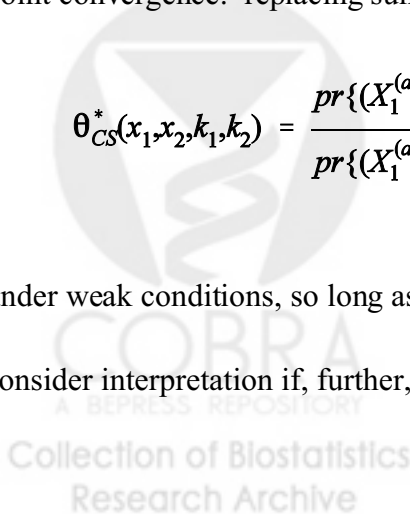 point convergence: replacing
θ*CS(x1,x2,k1,k2) = pr{(X1(a / pr{(X1(a
nder weak conditions, so long as
onsider interpretation if, further,
COBRA
A BEPRESS REPOSITORY
Collection of Biostatistics
Research Archive